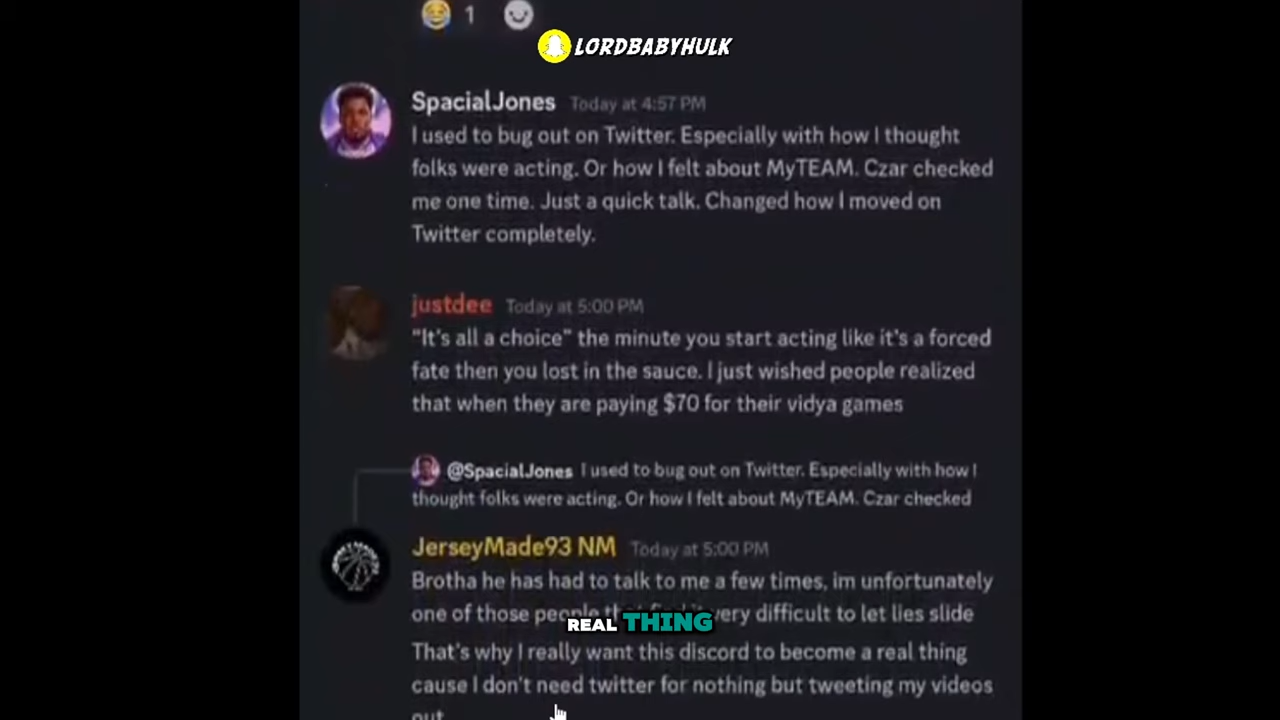 1
LORDBABYHULK
SpacialJones Today at 4:57 PM
I used to bug out on Twitter. Especially with how I thought
folks were acting. Or how I felt about MyTEAM. Czar checked
me one time. Just a quick talk. Changed how I moved on
Twitter completely.
justdee Today at 5:00 PM
"It's all a choice" the minute you start acting like it's a forced
fate then you lost in the sauce. I just wished people realized
that when they are paying $70 for their vidya games
@SpacialJones I used to bug out on Twitter. Especially with how I
thought folks were acting. Or how I felt about MyTEAM. Czar checked
JerseyMade93 NM Today at 5:00 PM
Brotha he has had to talk to me a few times, im unfortunately
one of those people that find it very difficult to let lies slide
REAL THING
That's why I really want this discord to become a real thing
cause I don't need twitter for nothing but tweeting my videos
out